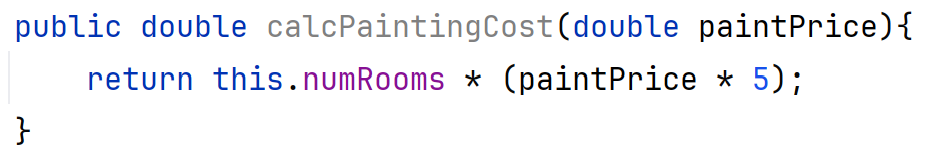 public double calcPaintingCost(double paintPrice){
    return this.numRooms * (paintPrice * 5);
}